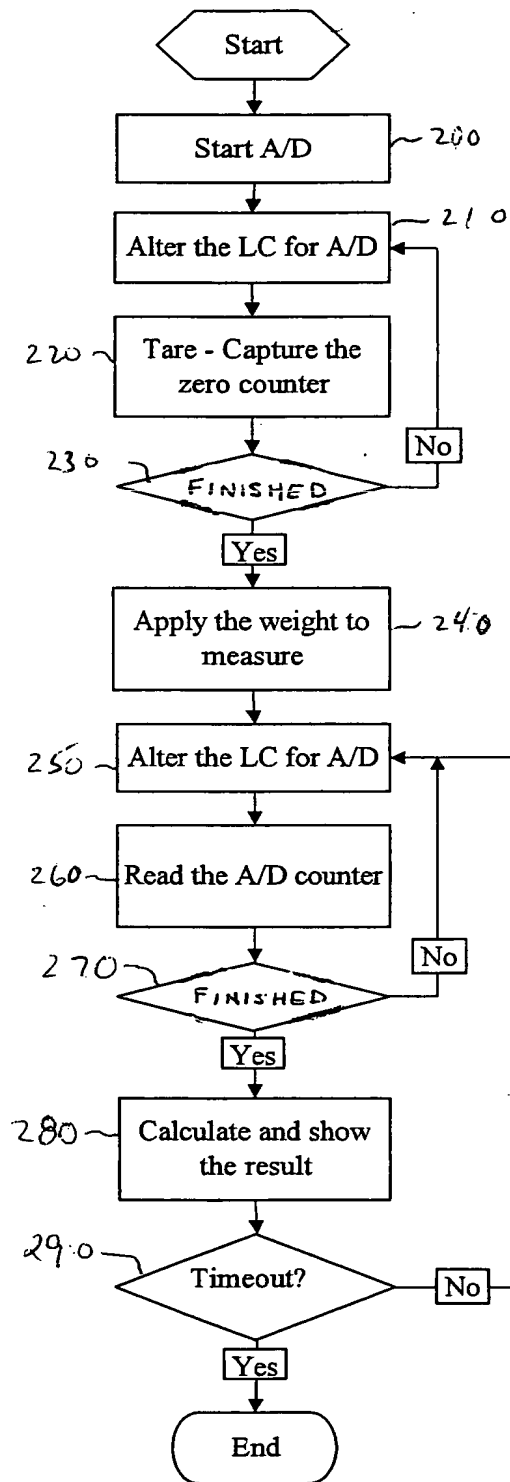 Start
Start A/D
200
210
Alter the LC for A/D
220
Tare - Capture the
zero counter
No
230
FINISHED
Yes
Apply the weight to
measure
240
250
Alter the LC for A/D
260
Read the A/D counter
No
270
FINISHED
Yes
280
Calculate and show
the result
290
Timeout?
No
Yes
End